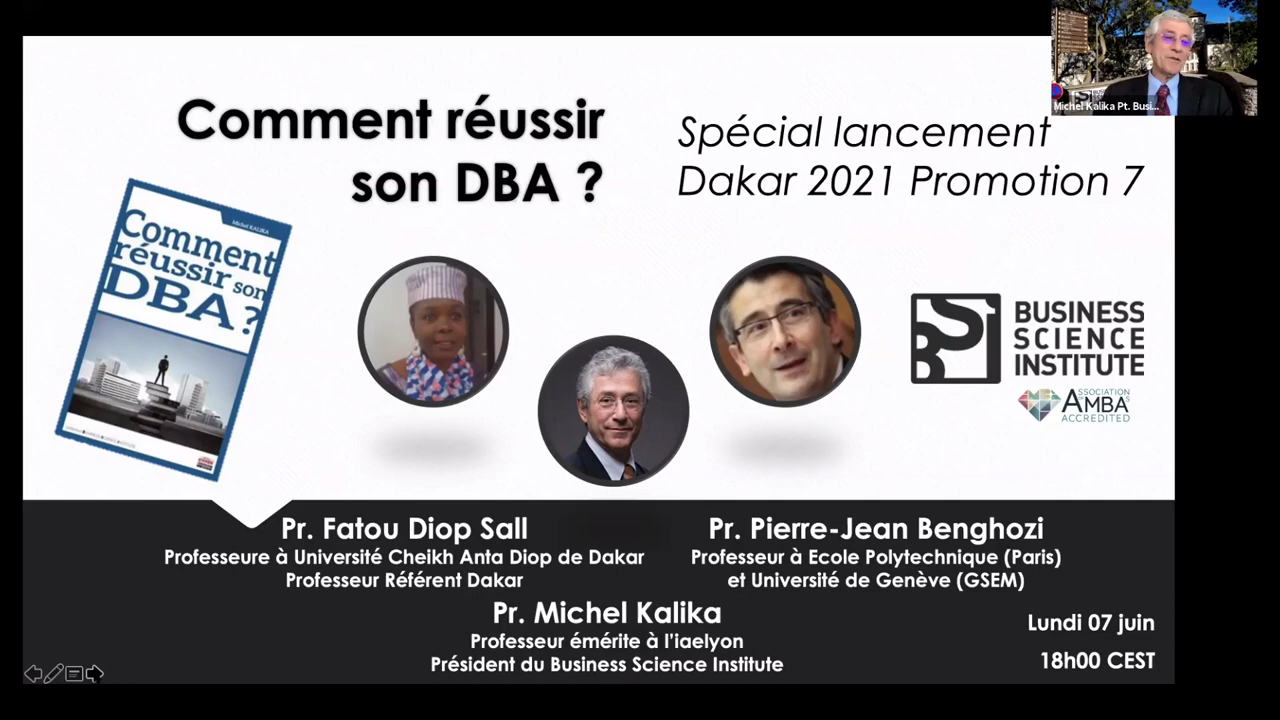 Michel Kalika Pt. Busi...
Comment réussir
son DBA ?
Spécial lancement
Dakar 2021 Promotion 7
Michel KALIKA
Comment
réussir son
DBA ?
BUSINESS
SCIENCE
INSTITUTE
ASSOCIATION
AMBA
ACCREDITED
Pr. Fatou Diop Sall
Professeure à Université Cheikh Anta Diop de Dakar
Professeur Référent Dakar
Pr. Pierre-Jean Benghozi
Professeur à Ecole Polytechnique (Paris)
et Université de Genève (GSEM)
Pr. Michel Kalika
Professeur émérite à l’iaelyon
Président du Business Science Institute
Lundi 07 juin
18h00 CEST